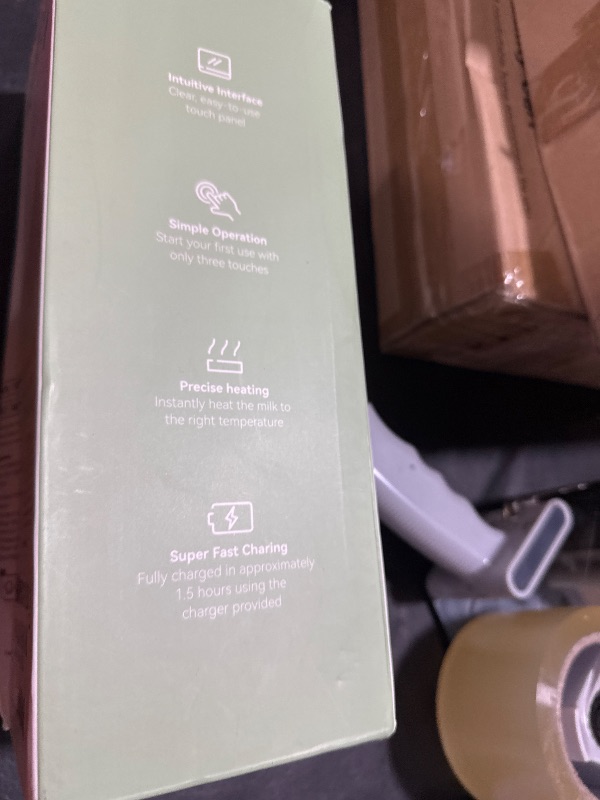 Intuitive Interface
Clear, easy-to-use
touch panel
Simple Operation
Start your first use with
only three touches
Precise heating
Instantly heat the milk to
the right temperature
Super Fast Charing
Fully charged in approximately
1.5 hours using the
charger provided